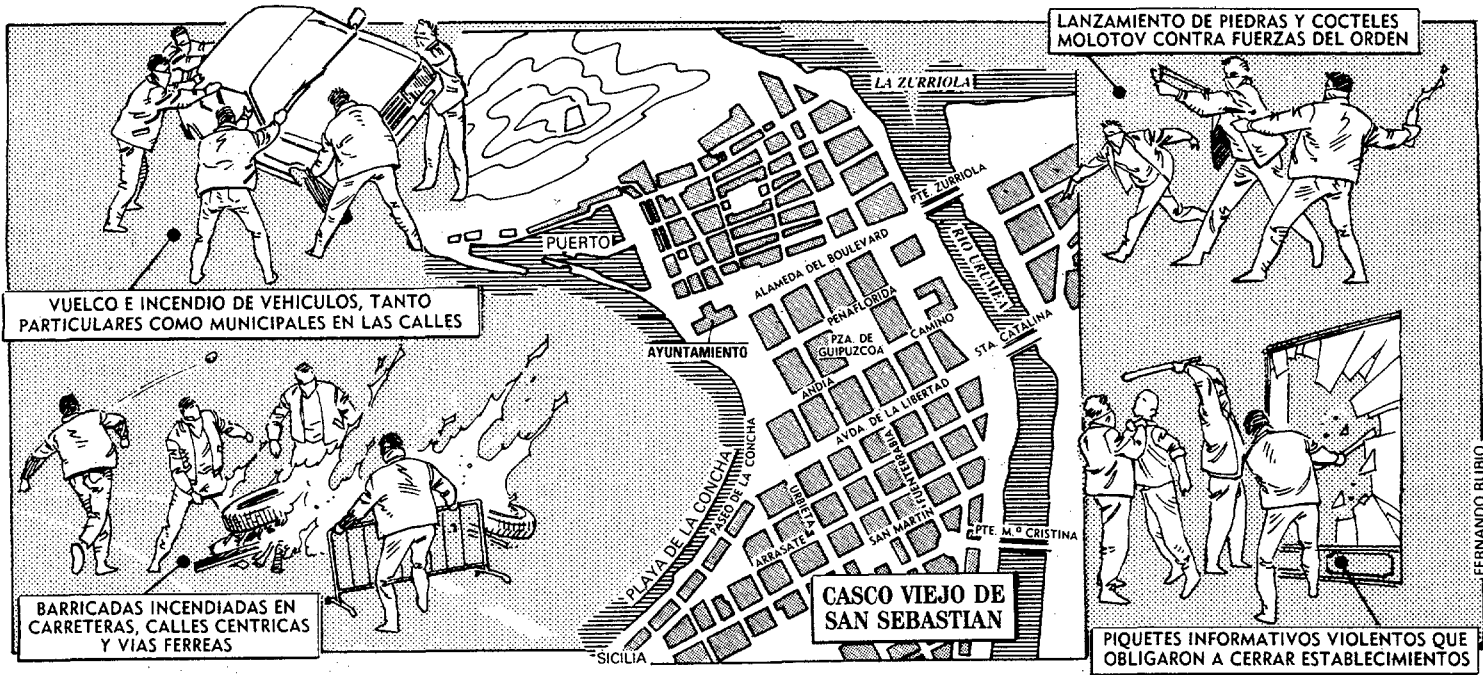 VUELCO E INCENDIO DE VEHICULOS, TANTO
PARTICULARES COMO MUNICIPALES EN LAS CALLES
BARRICADAS INCENDIADAS EN
CARRETERAS, CALLES CENTRICAS
Y VIAS FERREAS
LA ZURRIOLA
PTE. ZURRIOLA
PUERTO
RIO URUMEA
ALAMEDA DEL BOULEVARD
PEÑAFLORIDA
CAMINO
STA. CATALINA
AYUNTAMIENTO
PZA. DE
GUIPUZCOA
ANDIA
AVDA. DE LA LIBERTAD
PLAYA DE LA CONCHA
PASEO DE LA CONCHA
URBIETA
FUENTERRABIA
ARRASATE
SAN MARTIN
PTE. M.ª CRISTINA
CASCO VIEJO DE
SAN SEBASTIAN
SICILIA
LANZAMIENTO DE PIEDRAS Y COCTELES
MOLOTOV CONTRA FUERZAS DEL ORDEN
PIQUETES INFORMATIVOS VIOLENTOS QUE
OBLIGARON A CERRAR ESTABLECIMIENTOS
FERNANDO RUBIO